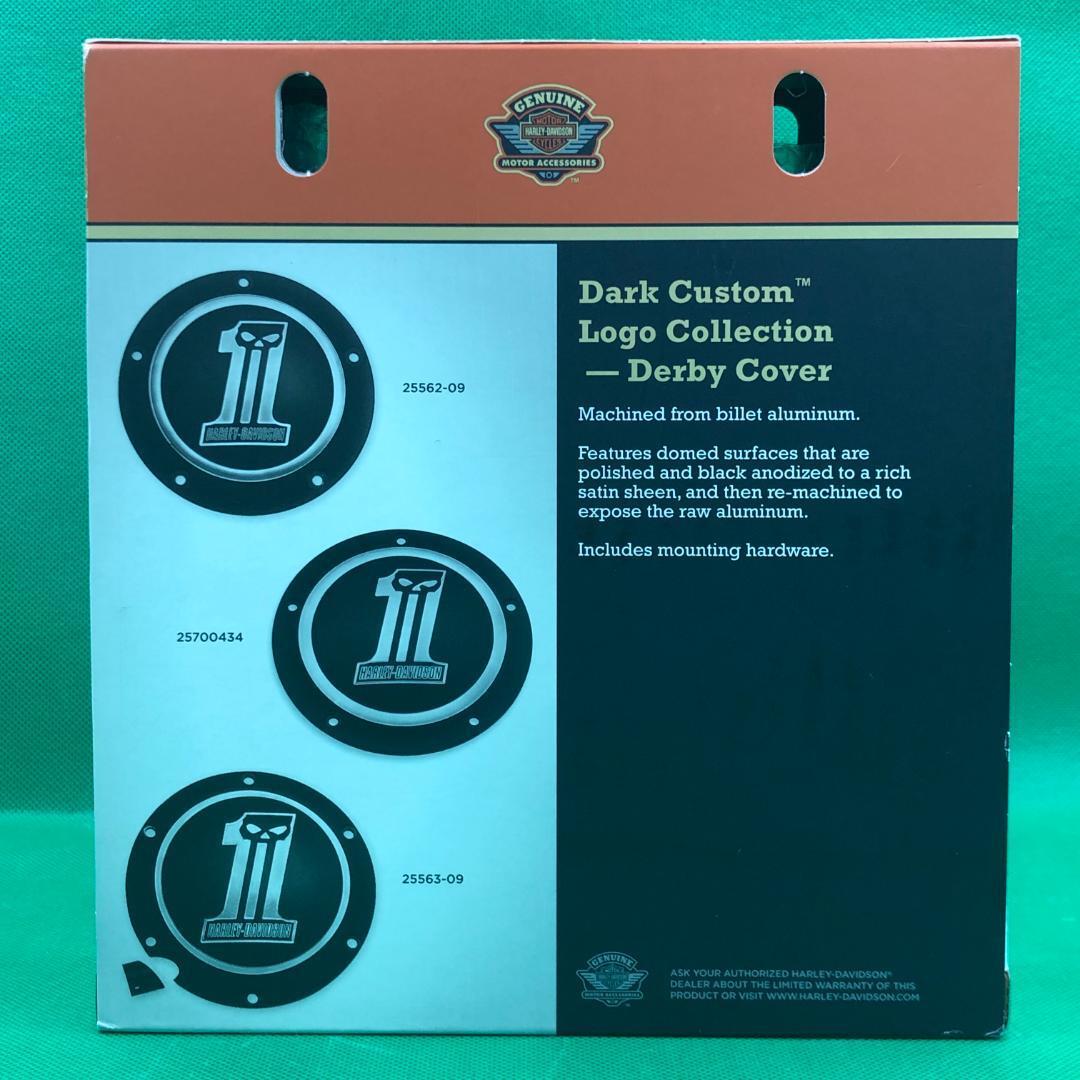 GENUINE
MOTOR
HARLEY-DAVIDSON
CYCLES
MOTOR ACCESSORIES
™
Dark Custom™
Logo Collection
— Derby Cover
Machined from billet aluminum.
Features domed surfaces that are
polished and black anodized to a rich
satin sheen, and then re-machined to
expose the raw aluminum.
Includes mounting hardware.
1
HARLEY-DAVIDSON
25562-09
1
HARLEY-DAVIDSON
25700434
1
HARLEY-DAVIDSON
25563-09
GENUINE
MOTOR ACCESSORIES
ASK YOUR AUTHORIZED HARLEY-DAVIDSON®
DEALER ABOUT THE LIMITED WARRANTY OF THIS
PRODUCT OR VISIT WWW.HARLEY-DAVIDSON.COM